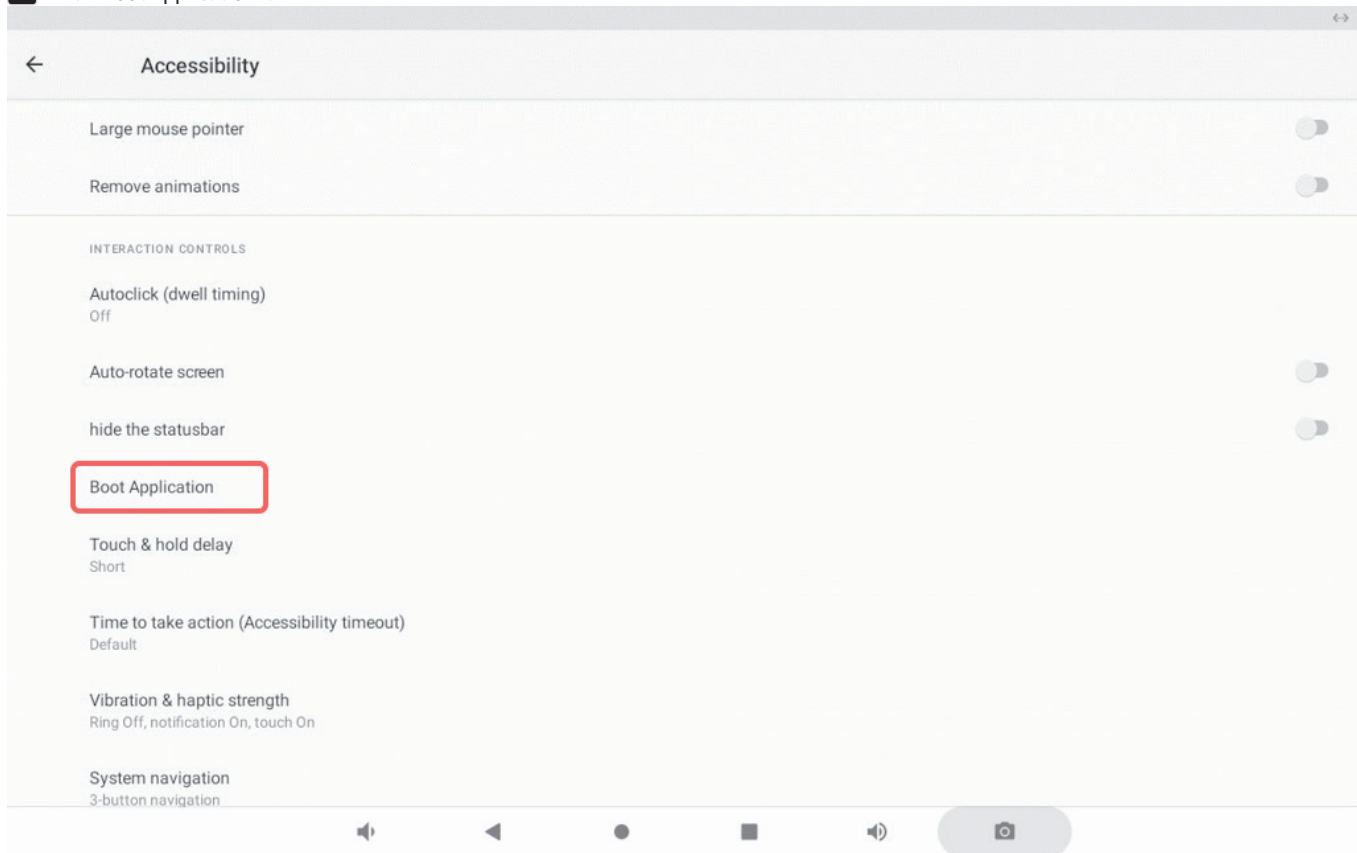 Accessibility
Large mouse pointer
Remove animations
INTERACTION CONTROLS
Autoclick (dwell timing)
Off
Auto-rotate screen
hide the statusbar
Boot Application
Touch & hold delay
Short
Time to take action (Accessibility timeout)
Default
Vibration & haptic strength
Ring Off, notification On, touch On
System navigation
3-button navigation